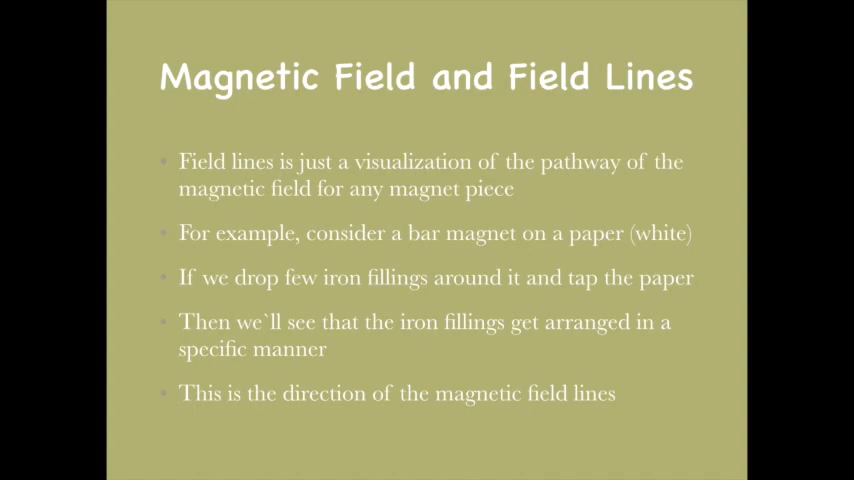 Magnetic Field and Field Lines
• Field lines is just a visualization of the pathway of the
magnetic field for any magnet piece
• For example, consider a bar magnet on a paper (white)
• If we drop few iron fillings around it and tap the paper
• Then we`ll see that the iron fillings get arranged in a
specific manner
• This is the direction of the magnetic field lines